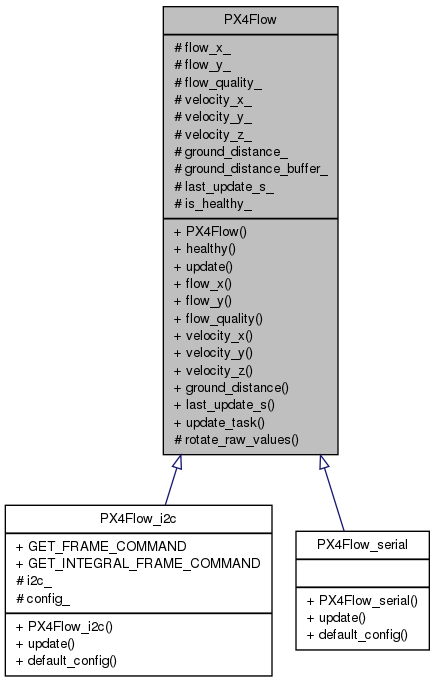 PX4Flow
# flow_x_
# flow_y_
# flow_quality_
# velocity_x_
# velocity_y_
# velocity_z_
# ground_distance_
# ground_distance_buffer_
# last_update_s_
# is_healthy_
+ PX4Flow()
+ healthy()
+ update()
+ flow_x()
+ flow_y()
+ flow_quality()
+ velocity_x()
+ velocity_y()
+ velocity_z()
+ ground_distance()
+ last_update_s()
+ update_task()
# rotate_raw_values()
PX4Flow_i2c
+ GET_FRAME_COMMAND
+ GET_INTEGRAL_FRAME_COMMAND
# i2c_
# config_
+ PX4Flow_i2c()
+ update()
+ default_config()
PX4Flow_serial
+ PX4Flow_serial()
+ update()
+ default_config()